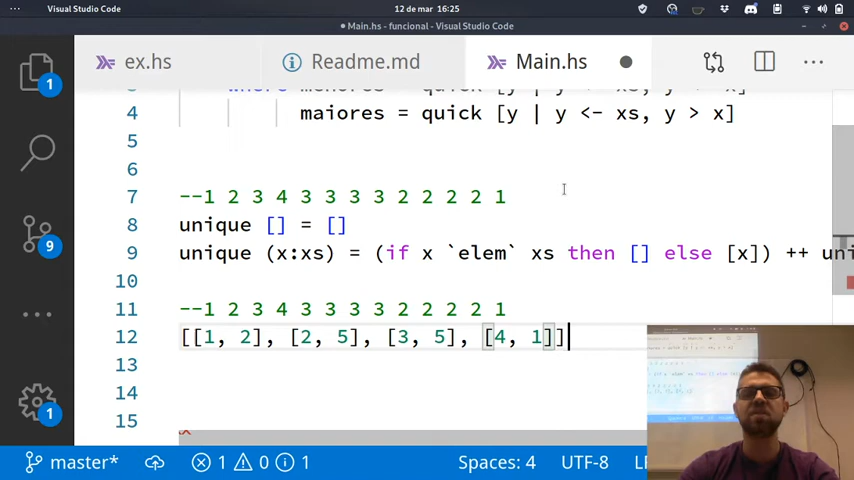 Visual Studio Code
12 de mar 16:25
Main.hs - funcional - Visual Studio Code
ex.hs
Readme.md
Main.hs
1
9
1
4 maiores = quick [y | y <- xs, y > x]
5
6
7 --1 2 3 4 3 3 3 3 2 2 2 2 1
8 unique [] = []
9 unique (x:xs) = (if x `elem` xs then [] else [x]) ++ uni
10
11 --1 2 3 4 3 3 3 3 2 2 2 2 1
12 [[1, 2], [2, 5], [3, 5], [4, 1]]
13
14
15
master* 1 0 1 Spaces: 4 UTF-8